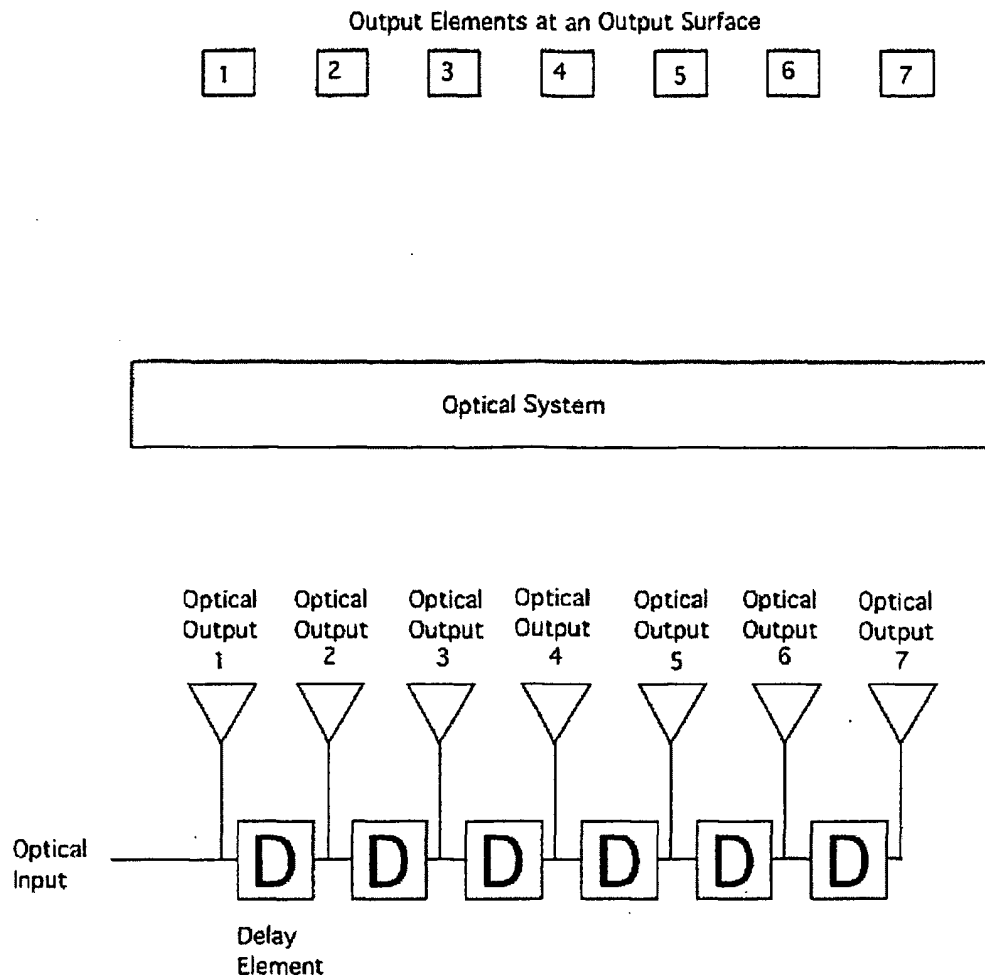 Output Elements at an Output Surface
1 2 3 4 5 6 7
Optical System
Optical Output 1
Optical Output 2
Optical Output 3
Optical Output 4
Optical Output 5
Optical Output 6
Optical Output 7
Optical Input
D D D D D D
Delay Element